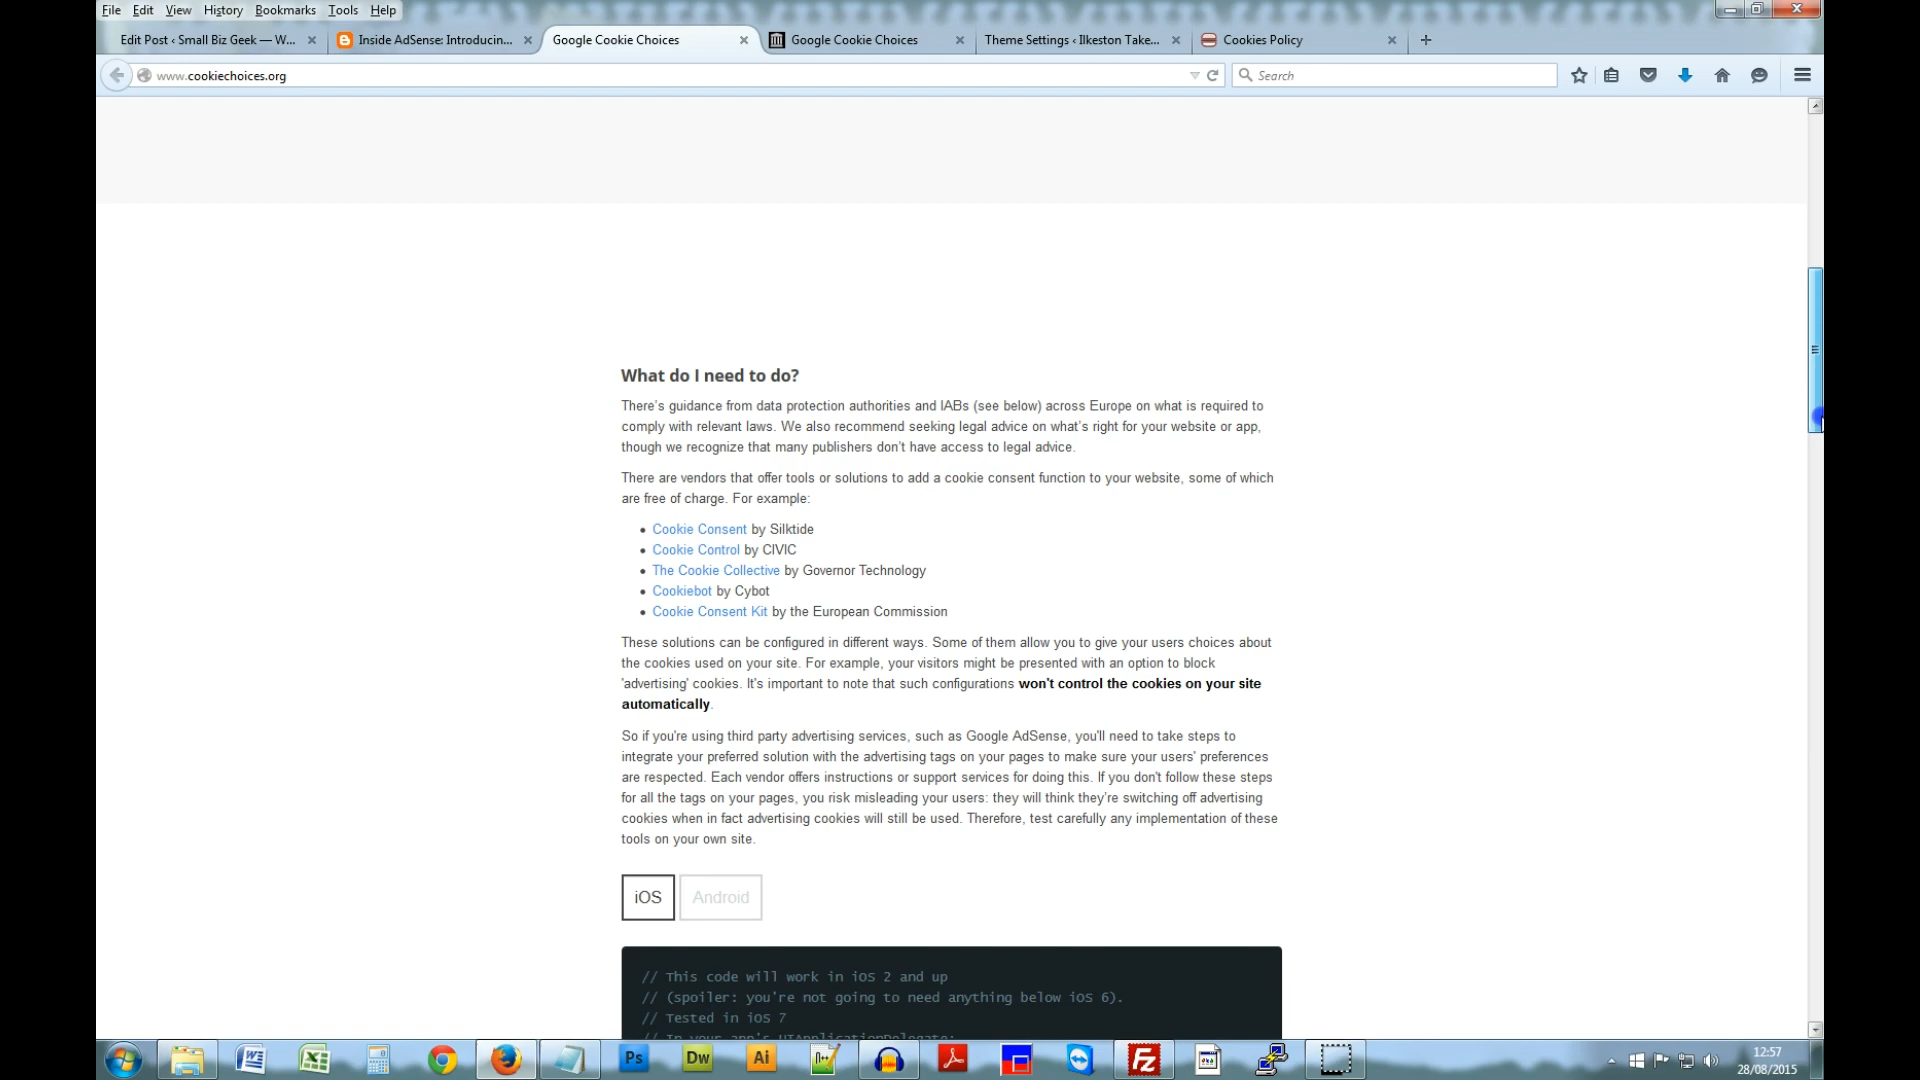 File Edit View History Bookmarks Tools Help
Edit Post ‹ Small Biz Geek — W...
Inside AdSense: Introducin...
Google Cookie Choices
Google Cookie Choices
Theme Settings ‹ Ilkeston Take...
Cookies Policy
www.cookiechoices.org
Search
What do I need to do?
There's guidance from data protection authorities and IABs (see below) across Europe on what is required to
comply with relevant laws. We also recommend seeking legal advice on what's right for your website or app,
though we recognize that many publishers don't have access to legal advice.
There are vendors that offer tools or solutions to add a cookie consent function to your website, some of which
are free of charge. For example:
• Cookie Consent by Silktide
• Cookie Control by CIVIC
• The Cookie Collective by Governor Technology
• Cookiebot by Cybot
• Cookie Consent Kit by the European Commission
These solutions can be configured in different ways. Some of them allow you to give your users choices about
the cookies used on your site. For example, your visitors might be presented with an option to block
'advertising' cookies. It's important to note that such configurations won't control the cookies on your site
automatically.
So if you're using third party advertising services, such as Google AdSense, you'll need to take steps to
integrate your preferred solution with the advertising tags on your pages to make sure your users' preferences
are respected. Each vendor offers instructions or support services for doing this. If you don't follow these steps
for all the tags on your pages, you risk misleading your users: they will think they're switching off advertising
cookies when in fact advertising cookies will still be used. Therefore, test carefully any implementation of these
tools on your own site.
iOS Android
// This code will work in iOS 2 and up
// (spoiler: you're not going to need anything below iOS 6).
// Tested in iOS 7
// In your app's UIApplicationDelegate:
Ps
Dw
Ai
Fz
12:57
28/08/2015